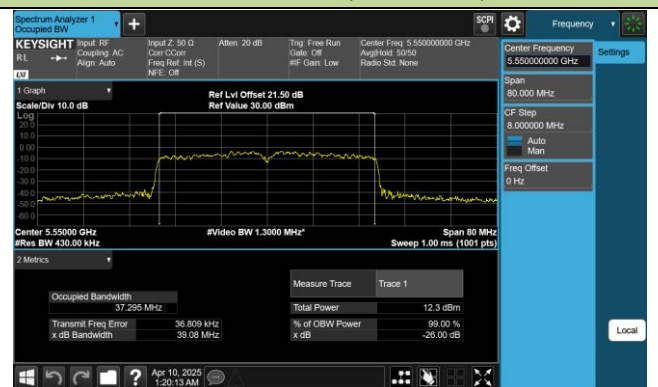 Spectrum Analyzer 1
Occupied BW
SCPI
Frequency
KEYSIGHT
RL
Input: RF
Coupling: AC
Align: Auto
Input Z: 50 Ω
Corr CCorr
Freq Ref: Int (S)
NFE: Off
Atten: 20 dB
Trig: Free Run
Gate: Off
#IF Gain: Low
Center Freq: 5.550000000 GHz
Avg|Hold: 50/50
Radio Std: None
Center Frequency
5.550000000 GHz
Settings
Span
80.000 MHz
CF Step
8.000000 MHz
Auto
Man
Freq Offset
0 Hz
1 Graph
Scale/Div 10.0 dB
Ref Lvl Offset 21.50 dB
Ref Value 30.00 dBm
Log
20.0
10.0
0.00
-10.0
-20.0
-30.0
-40.0
-50.0
-60.0
Center 5.55000 GHz
#Video BW 1.3000 MHz*
Span 80 MHz
#Res BW 430.00 kHz
Sweep 1.00 ms (1001 pts)
2 Metrics
Measure Trace Trace 1
Occupied Bandwidth
37.295 MHz
Total Power 12.3 dBm
Transmit Freq Error 36.809 kHz
% of OBW Power 99.00 %
x dB Bandwidth 39.08 MHz
x dB -26.00 dB
Local
?
Apr 10, 2025
1:20:13 AM